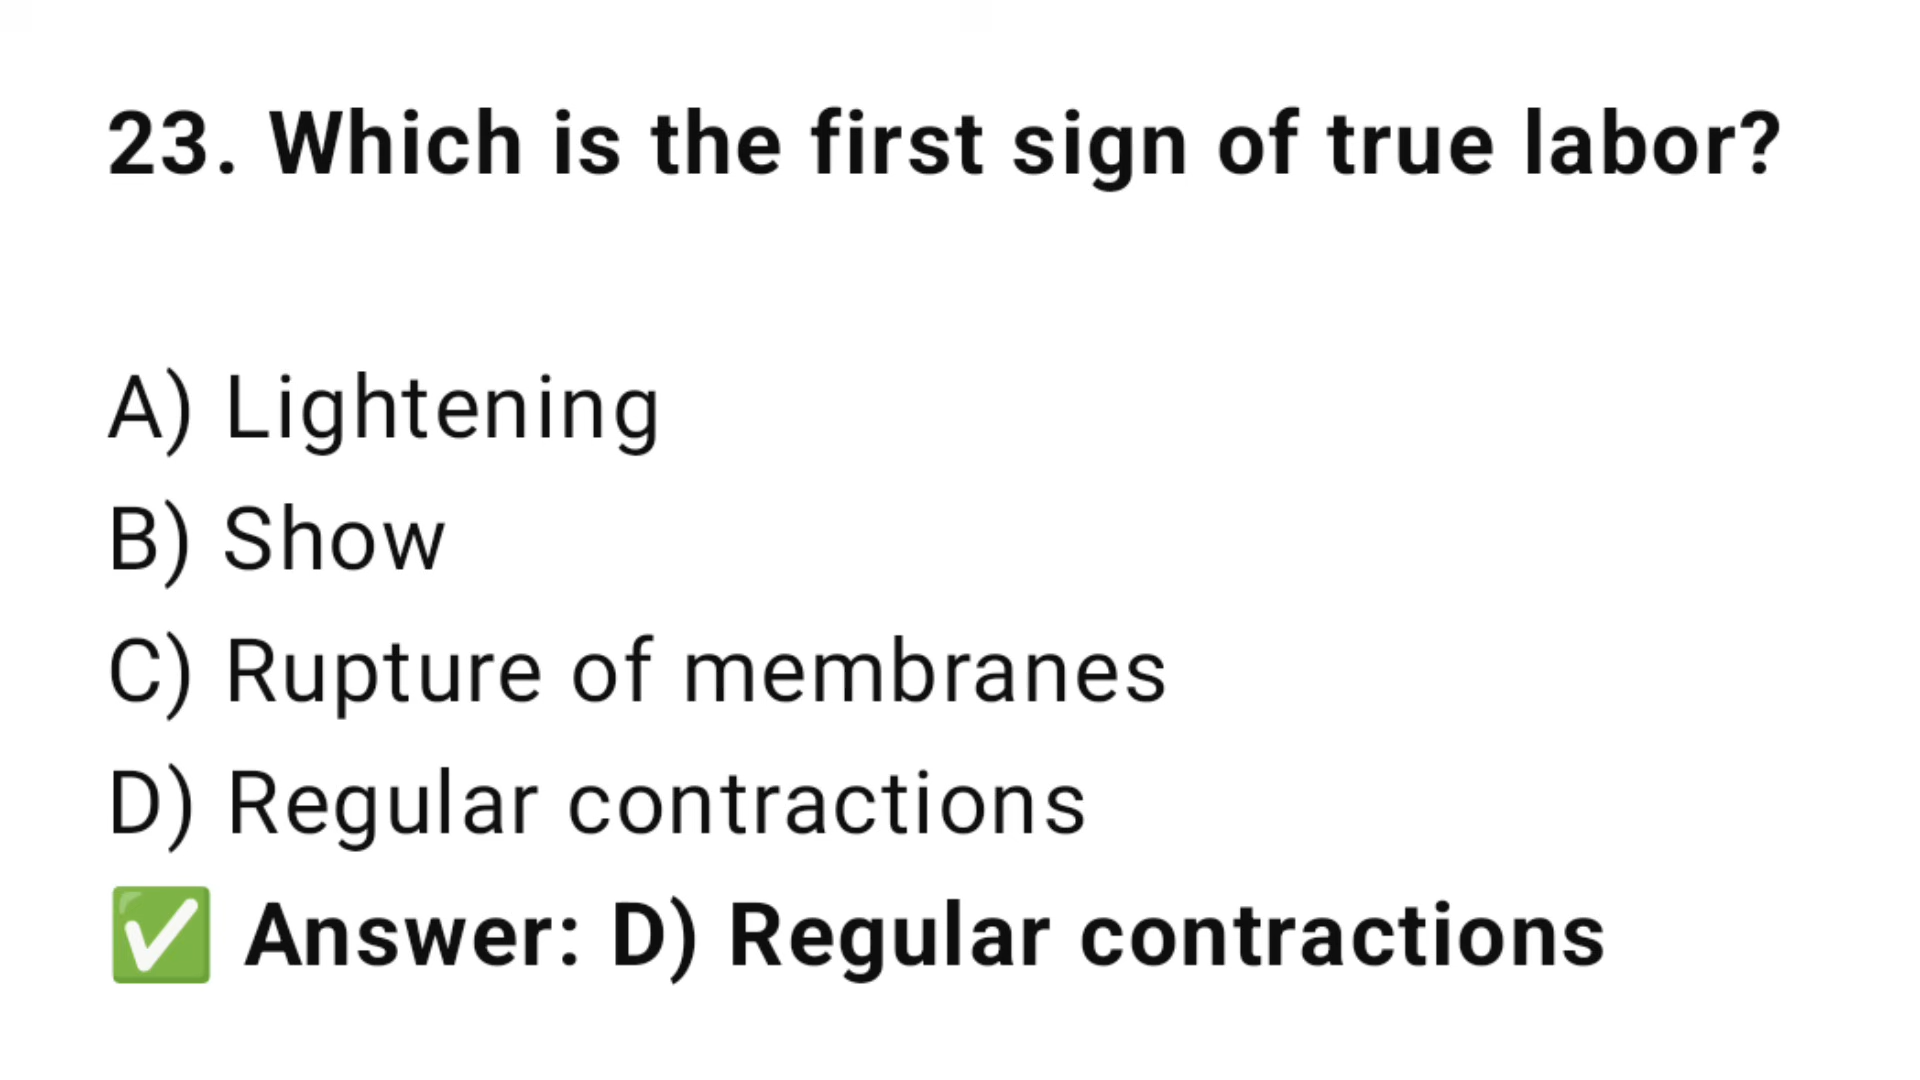 23. Which is the first sign of true labor?
A) Lightening
B) Show
C) Rupture of membranes
D) Regular contractions
✅ Answer: D) Regular contractions